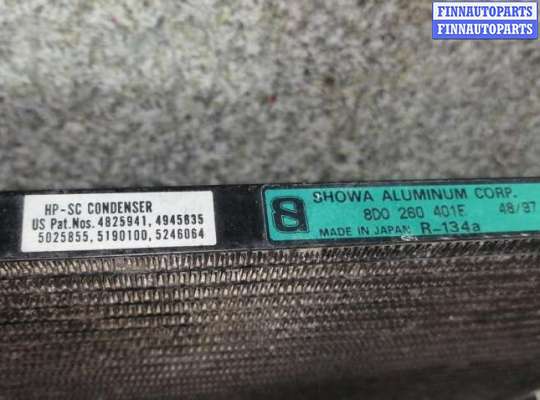 FINNAUTOPARTS
FINNAUTOPARTS
HP-SC CONDENSER
US Pat.Nos. 4825941, 4945635
5025855, 5190100, 5246064
SHOWA ALUMINUM CORP.
8D0 260 401E 48/97
MADE IN JAPAN R-134a